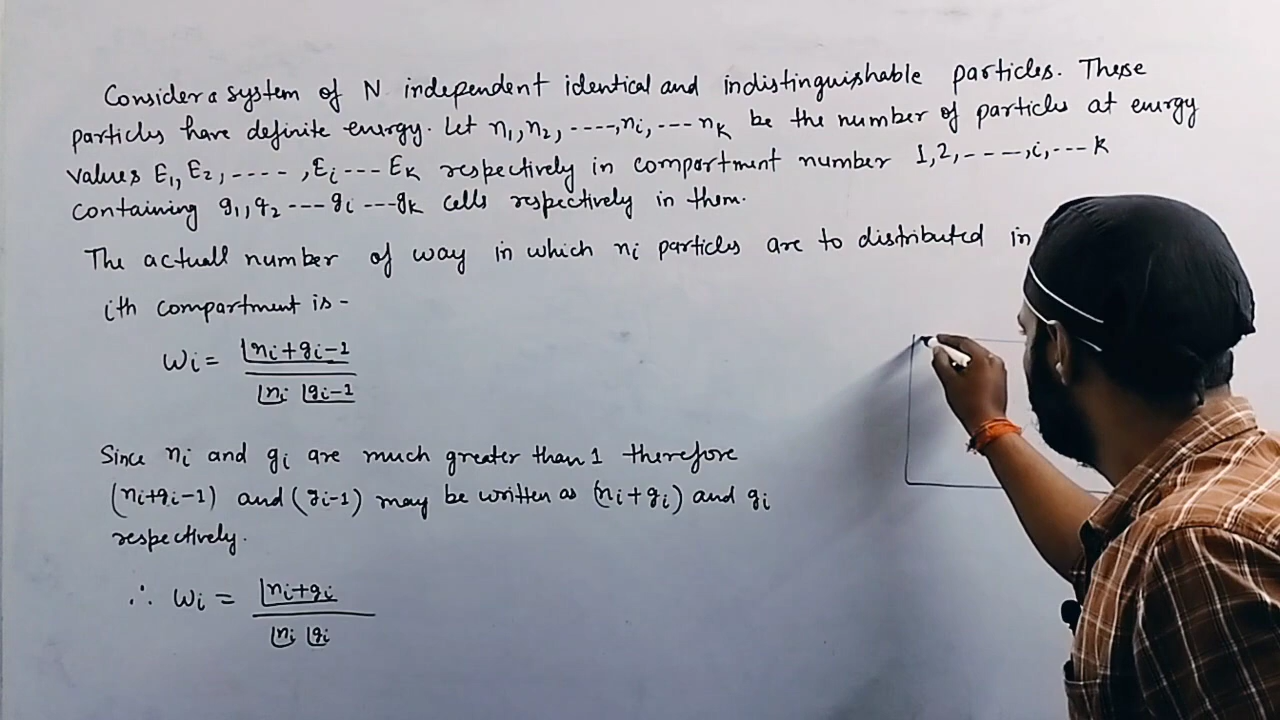 Consider a system of N independent identical and indistinguishable particles. These
particles have definite energy. Let n₁, n₂, ----, nᵢ, --- nₖ be the number of particles at energy
values E₁, E₂, ---- , Eᵢ --- Eₖ respectively in compartment number 1, 2, - - - -, i, --- k
containing g₁, g₂ --- gᵢ --- gₖ cells respectively in them.
The actuall number of way in which nᵢ particles are to distributed in
ith compartment is -
ωᵢ = |nᵢ+gᵢ-1 / |nᵢ |gᵢ-1
Since nᵢ and gᵢ are much greater than 1 therefore
(nᵢ+gᵢ-1) and (gᵢ-1) may be written as (nᵢ+gᵢ) and gᵢ
respectively.
∴ ωᵢ = |nᵢ+gᵢ / |nᵢ |gᵢ